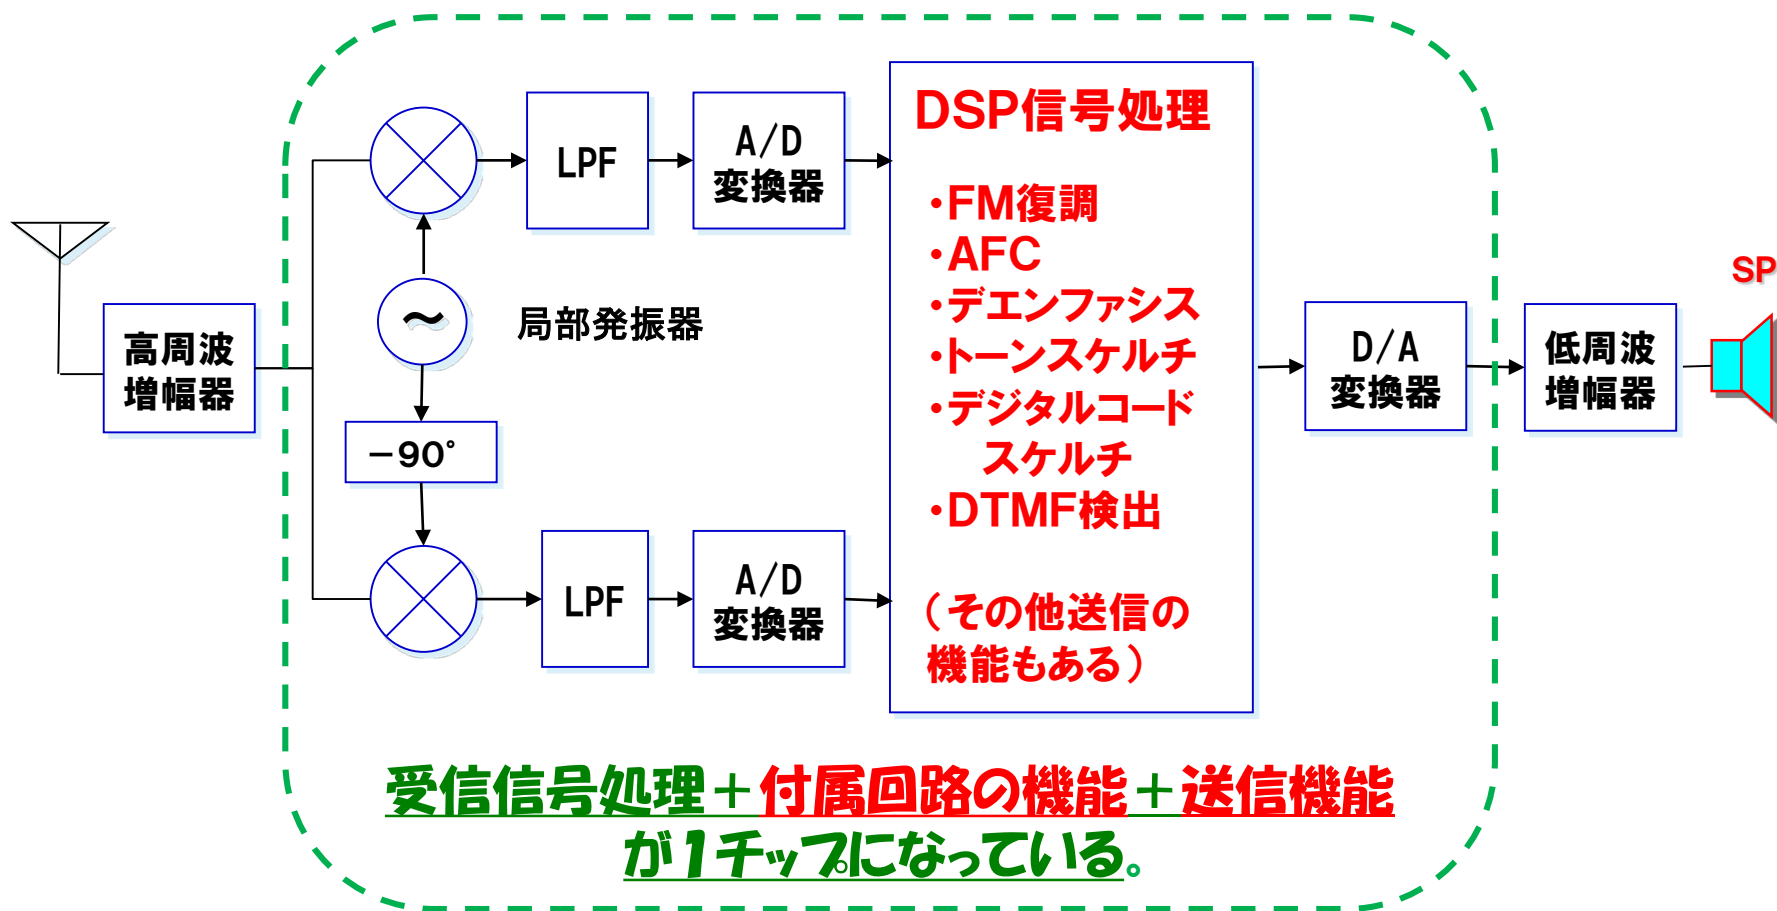 DSP信号処理
・FM復調
・AFC
・デエンファシス
・トーンスケルチ
・デジタルコード
スケルチ
・DTMF検出
（その他送信の
機能もある）
LPF
A/D
変換器
SP
高周波
増幅器
～
局部発振器
－90°
D/A
変換器
低周波
増幅器
LPF
A/D
変換器
受信信号処理＋付属回路の機能＋送信機能
が1チップになっている。